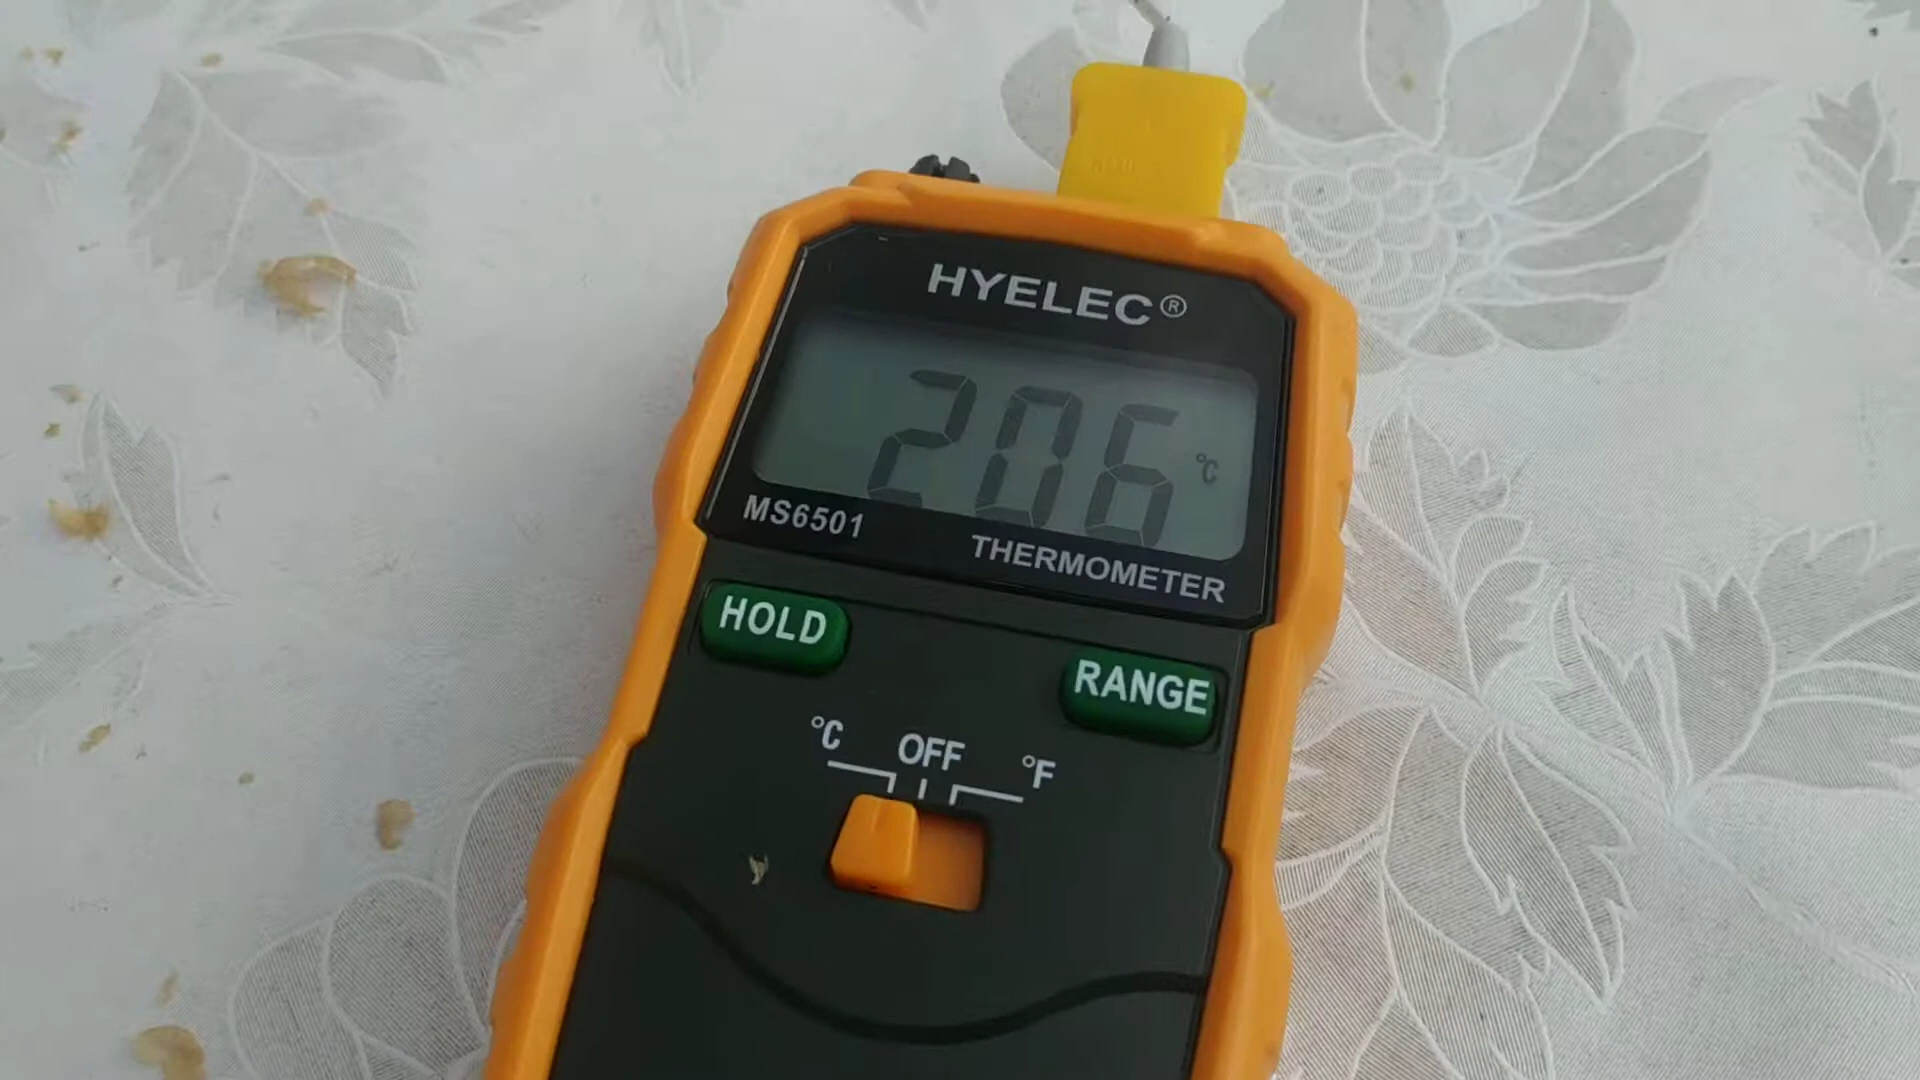 HYELEC®
206 °C
MS6501
THERMOMETER
HOLD
RANGE
°C OFF °F